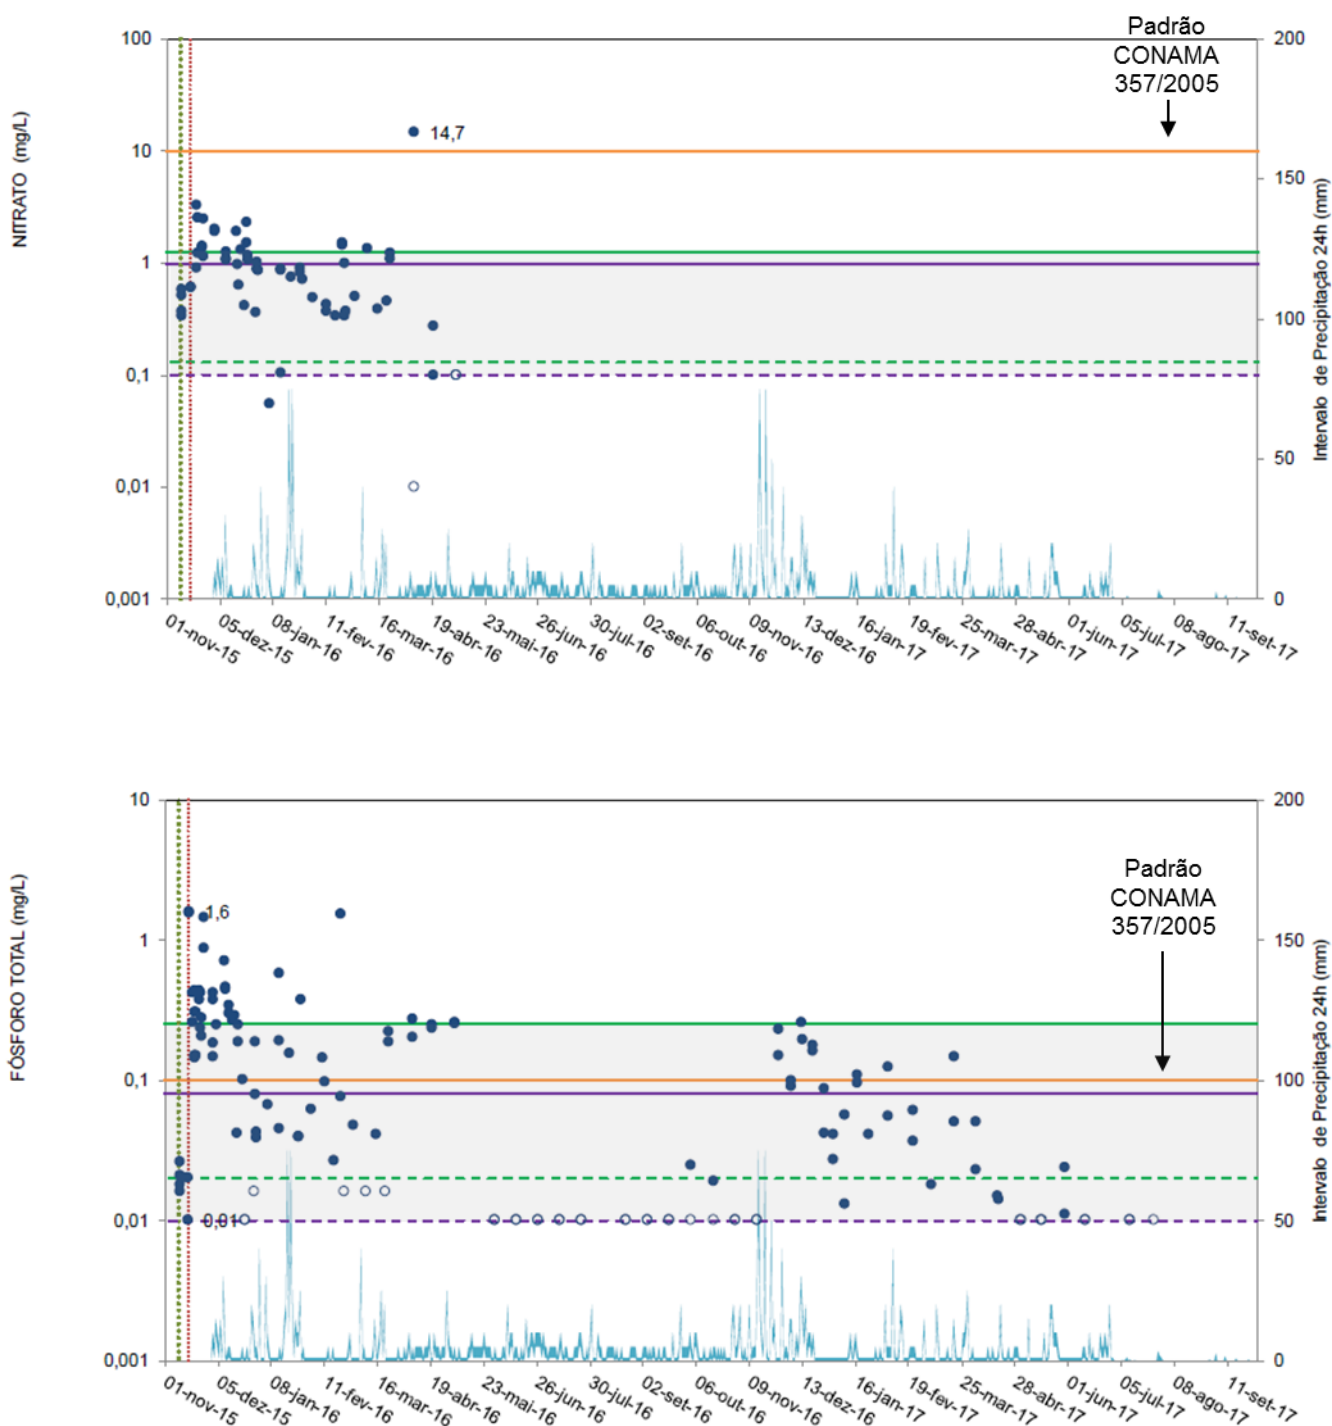 Padrão
CONAMA
357/2005
NITRATO (mg/L)
100
10
1
0,1
0,01
0,001
14,7
200
150
100
50
0
Intervalo de Precipitação 24h (mm)
01-nov-15
05-dez-15
08-jan-16
11-fev-16
16-mar-16
19-abr-16
23-mai-16
26-jun-16
30-jul-16
02-set-16
06-out-16
09-nov-16
13-dez-16
16-jan-17
19-fev-17
25-mar-17
28-abr-17
01-jun-17
05-jul-17
08-ago-17
11-set-17
FÓSFORO TOTAL (mg/L)
10
1
0,1
0,01
0,001
1,6
0,01
Padrão
CONAMA
357/2005
200
150
100
50
0
Intervalo de Precipitação 24h (mm)
01-nov-15
05-dez-15
08-jan-16
11-fev-16
16-mar-16
19-abr-16
23-mai-16
26-jun-16
30-jul-16
02-set-16
06-out-16
09-nov-16
13-dez-16
16-jan-17
19-fev-17
25-mar-17
28-abr-17
01-jun-17
05-jul-17
08-ago-17
11-set-17